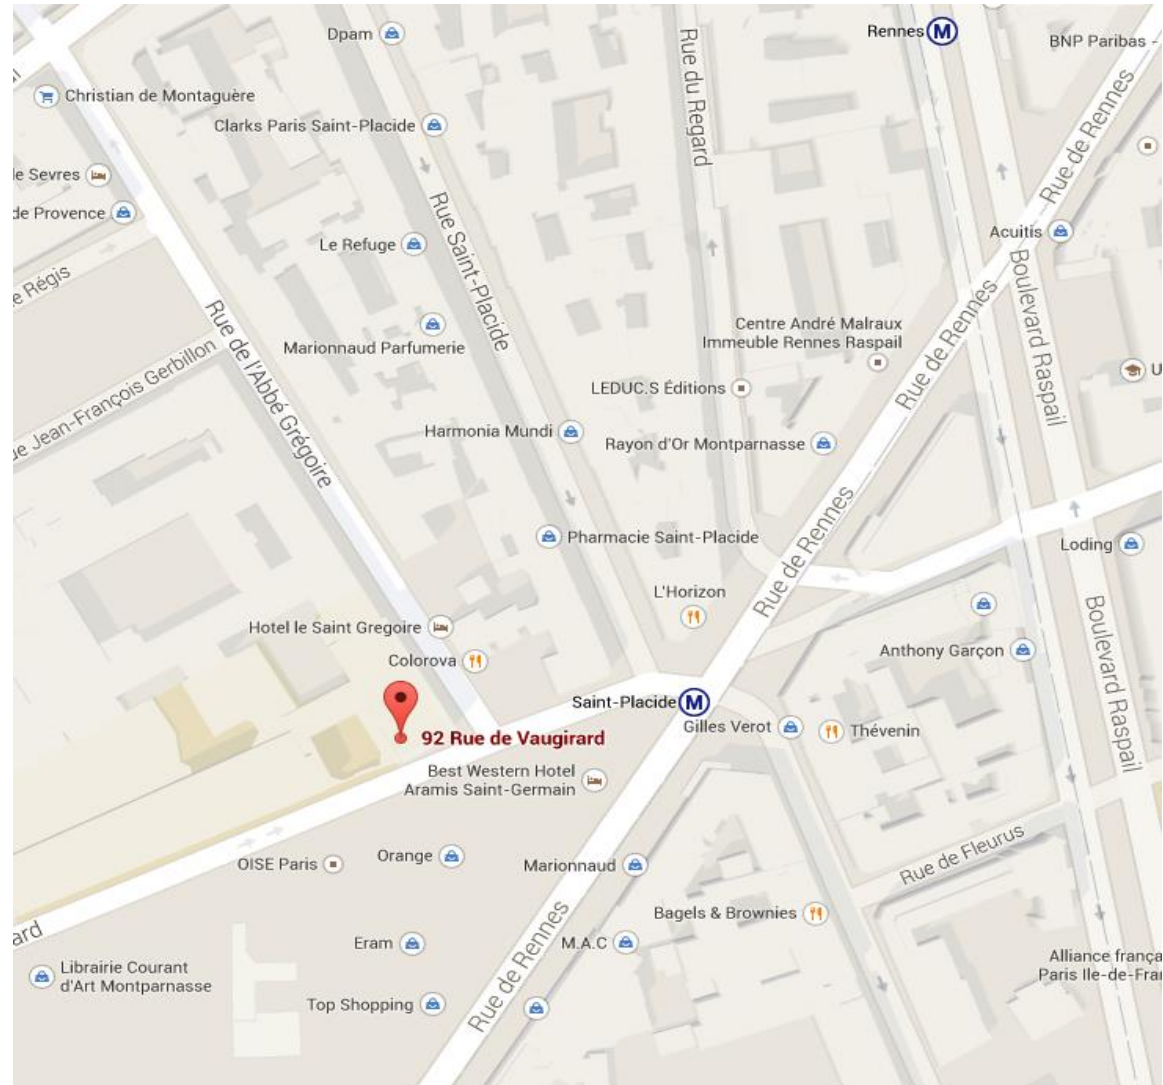 Dpam
Rennes
M
BNP Paribas -
Rue du Regard
Rue de Rennes
Christian de Montaguère
Clarks Paris Saint-Placide
le Sevres
de Provence
Rue Saint-Placide
Acuitis
Le Refuge
e Régis
Boulevard Raspail
Rue de l'Abbé Grégoire
Rue de Rennes
Centre André Malraux
Immeuble Rennes Raspail
Marionnaud Parfumerie
ue Jean-François Gerbillon
U
LEDUC.S Éditions
Harmonia Mundi
Rayon d'Or Montparnasse
Rue de Rennes
Pharmacie Saint-Placide
Loding
L'Horizon
Boulevard Raspail
Hotel le Saint Gregoire
Anthony Garçon
Colorova
Saint-Placide
M
Gilles Verot
Thévenin
92 Rue de Vaugirard
Best Western Hotel
Aramis Saint-Germain
OISE Paris
Orange
Marionnaud
Rue de Fleurus
Bagels & Brownies
ard
Eram
M.A.C
Rue de Rennes
Librairie Courant
d'Art Montparnasse
Alliance frança
Paris Ile-de-Fra
Top Shopping